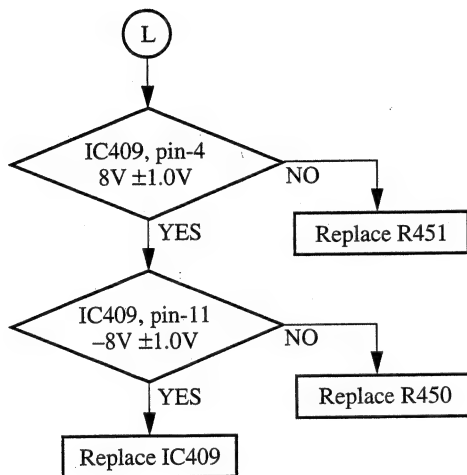 L
IC409, pin-4
8V ±1.0V
NO
YES
Replace R451
IC409, pin-11
–8V ±1.0V
NO
YES
Replace R450
Replace IC409